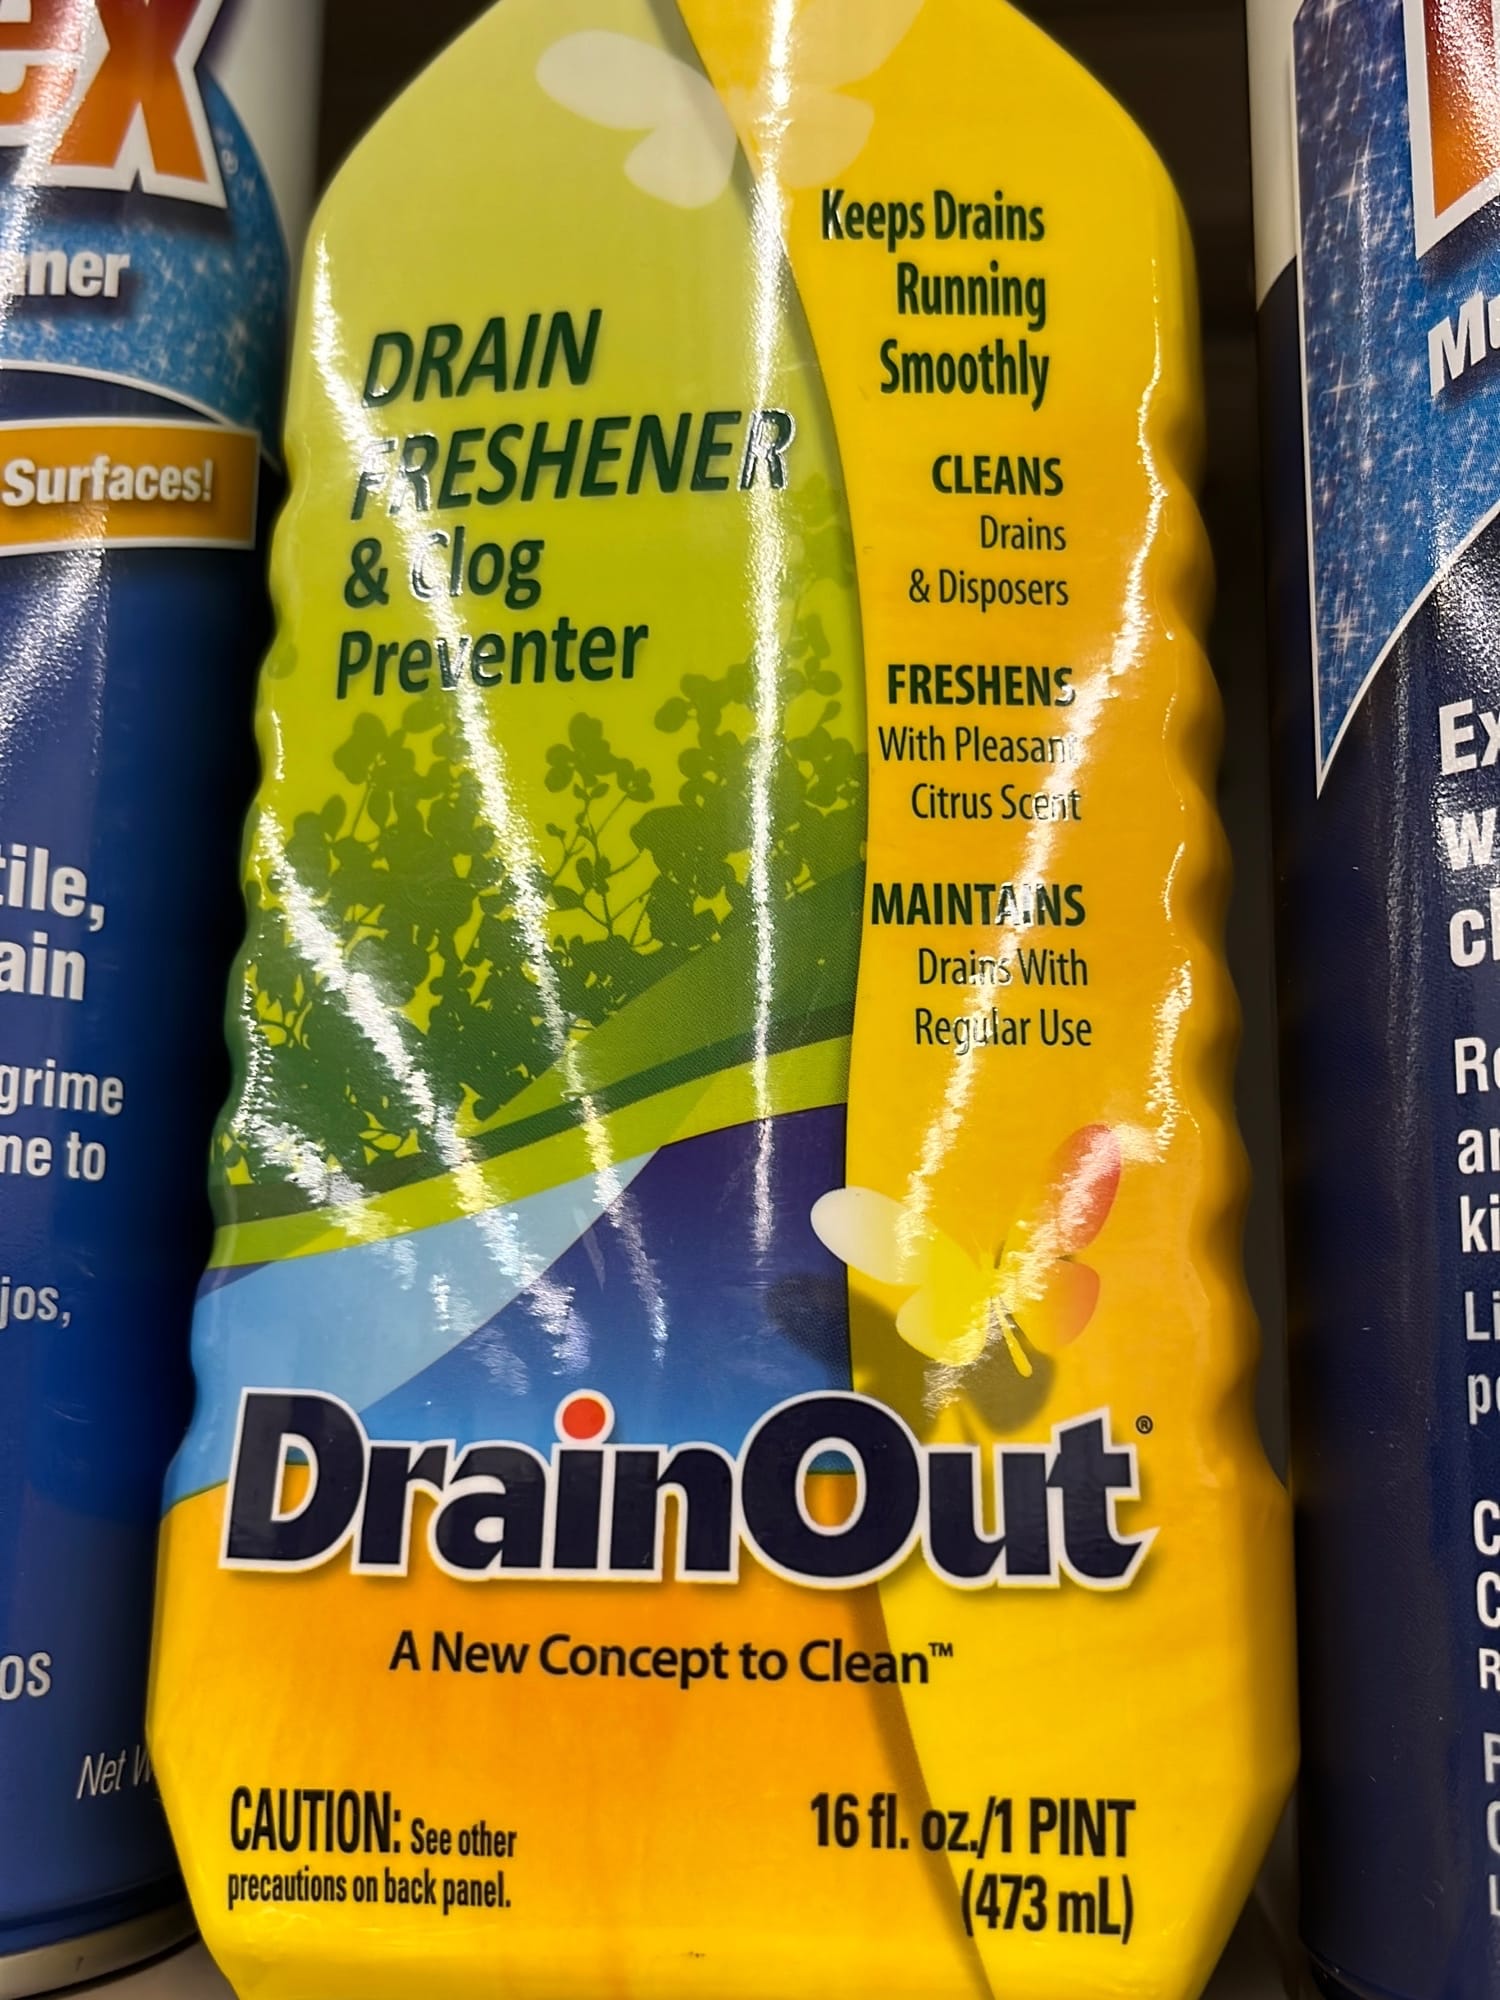 ner
Surfaces!
tile,
ain
grime
me to
jos,
os
Net
DRAIN
FRESHENER
& Clog
Preventer
Keeps Drains
Running
Smoothly
CLEANS
Drains
& Disposers
FRESHENS
With Pleasant
Citrus Scent
MAINTAINS
Drains With
Regular Use
DrainOut®
A New Concept to Clean™
CAUTION: See other
precautions on back panel.
16 fl. oz./1 PINT
(473 mL)